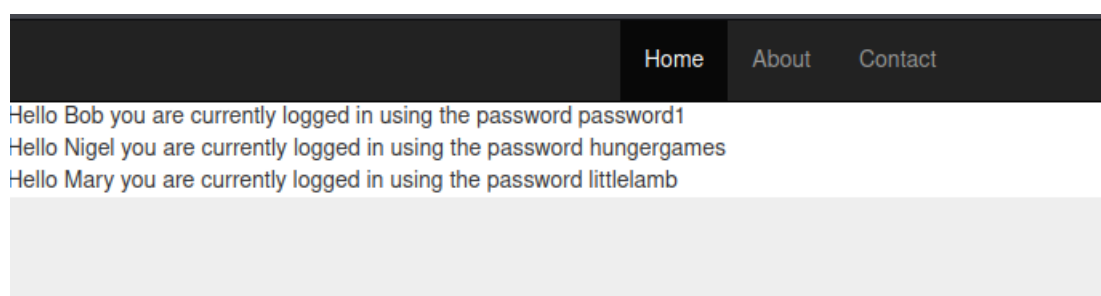 Home About Contact
Hello Bob you are currently logged in using the password password1
Hello Nigel you are currently logged in using the password hungergames
Hello Mary you are currently logged in using the password littlelamb